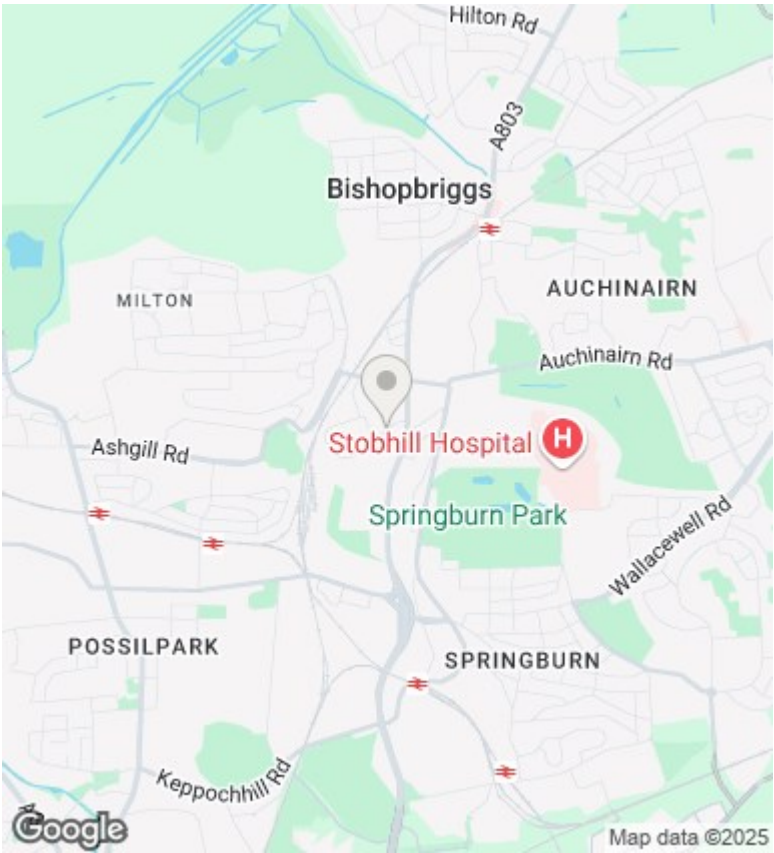 Hilton Rd
A803
Bishopbriggs
AUCHINAIRN
MILTON
Auchinairn Rd
Ashgill Rd
Stobhill Hospital
H
Springburn Park
Wallacewell Rd
POSSILPARK
SPRINGBURN
Keppochhill Rd
Google
Map data ©2025